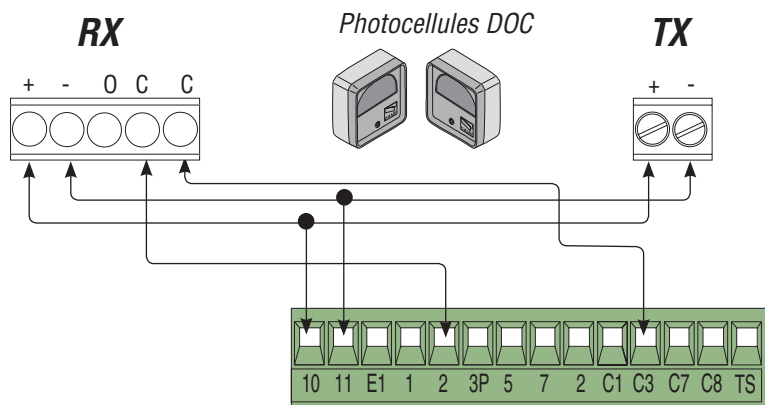 RX
Photocellules DOC
TX
+ - O C C
+ -
10 11 E1 1 2 3P 5 7 2 C1 C3 C7 C8 TS